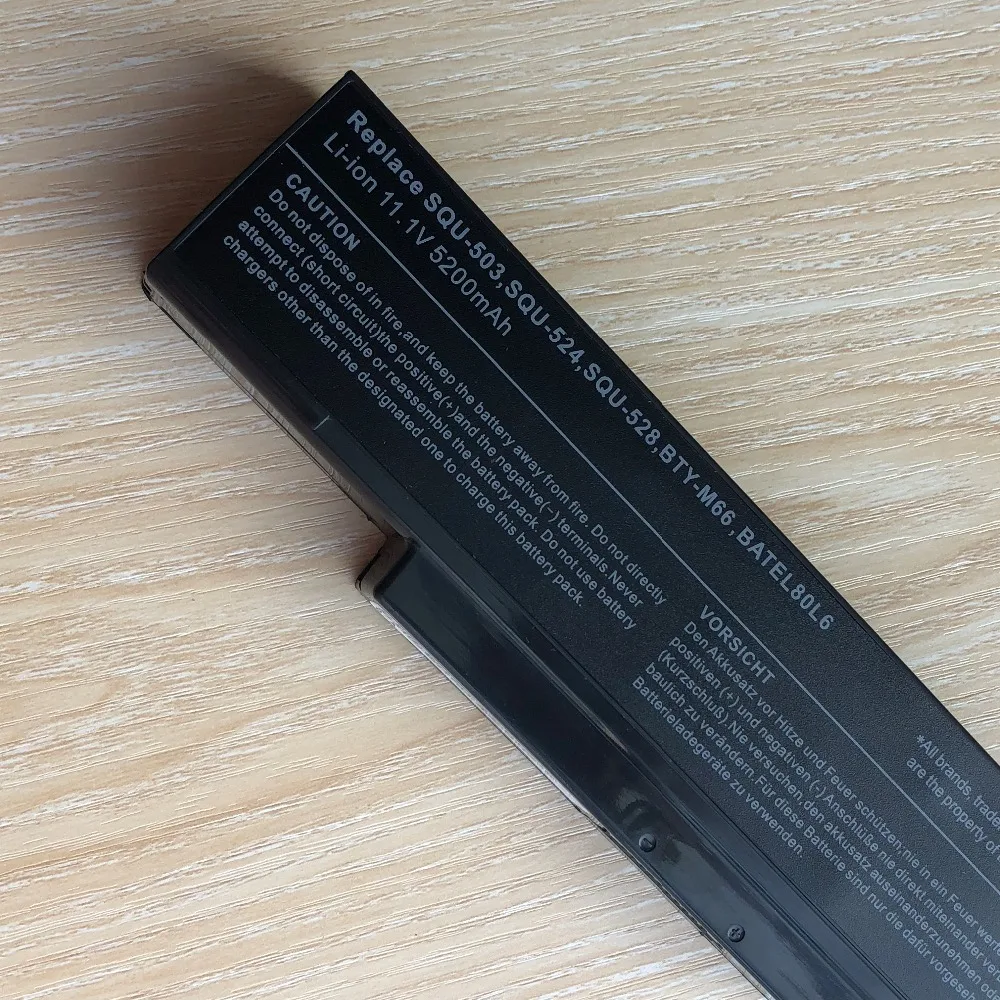 Replace SQU-503,SQU-524,SQU-528,BTY-M66,BATEL80L6
Li-ion 11.1V 5200mAh
CAUTION
Do not dispose of in fire,and keep the battery away from fire. Do not directly
connect (short circuit)the positive(+)and the negative(-) terminals.Never
attempt to disassemble or reassemble the battery pack. Do not use battery
chargers other than the designated one to charge this battery pack.
VORSICHT
Den Akkusatz vor Hitze und Feuer schützen;nie in ein Feuer
positiven (+) und negativen (-) Anschlüße nie direkt miteinander
(Kurzschluß).Nie versuchen,den akkusatz auseinanderzunehmen
baulich zu verändern.Für diese Batterie sind nur die
Batterieladegeräte zu verwenden.
*All brands,
are the property of